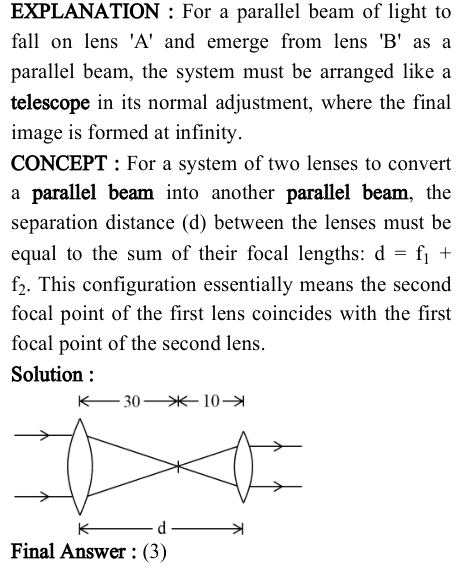 EXPLANATION : For a parallel beam of light to
fall on lens 'A' and emerge from lens 'B' as a
parallel beam, the system must be arranged like a
telescope in its normal adjustment, where the final
image is formed at infinity.
CONCEPT : For a system of two lenses to convert
a parallel beam into another parallel beam, the
separation distance (d) between the lenses must be
equal to the sum of their focal lengths: d = f₁ +
f₂. This configuration essentially means the second
focal point of the first lens coincides with the first
focal point of the second lens.
Solution :
30 10
d
Final Answer : (3)